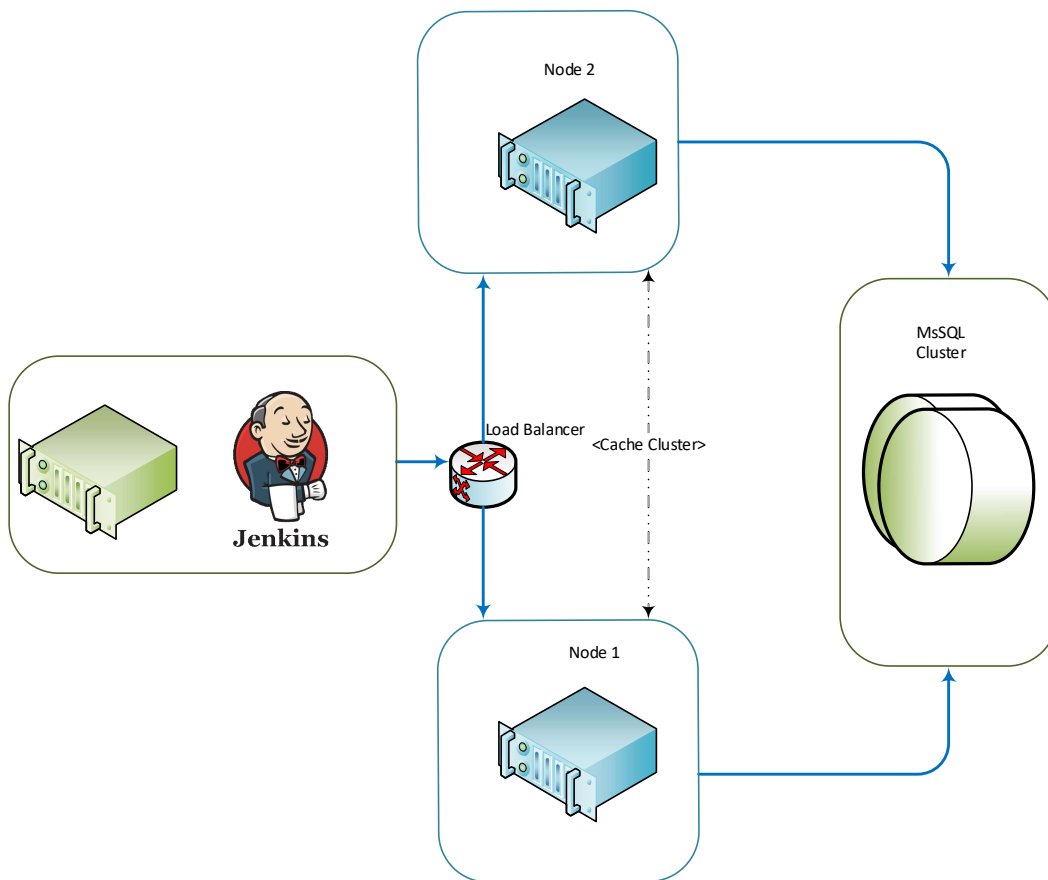 Node 2
MsSQL
Cluster
Load Balancer
<Cache Cluster>
Jenkins
Node 1